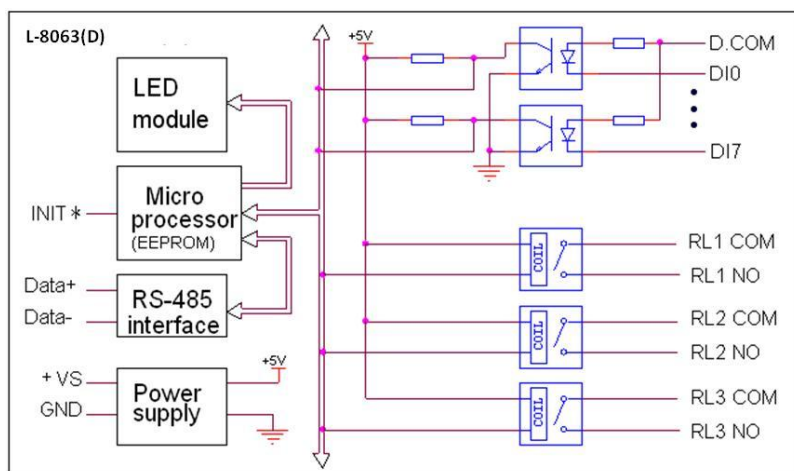 L-8063(D)
LED
module
Micro
processor
(EEPROM)
INIT *
Data+
Data-
RS-485
interface
+VS
GND
Power
supply
+5V
+5V
D.COM
DI0
DI7
COIL
RL1 COM
RL1 NO
COIL
RL2 COM
RL2 NO
COIL
RL3 COM
RL3 NO